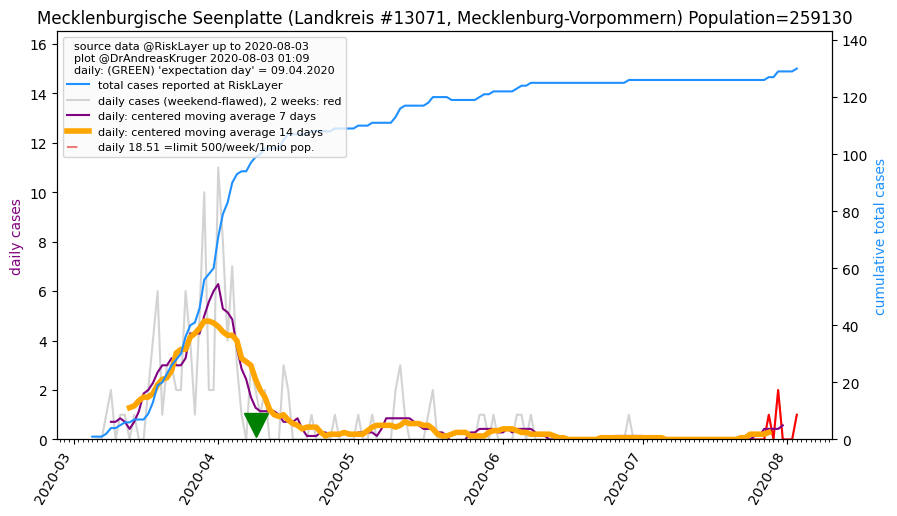 Mecklenburgische Seenplatte (Landkreis #13071, Mecklenburg-Vorpommern) Population=259130
source data @RiskLayer up to 2020-08-03
plot @DrAndreasKruger 2020-08-03 01:09
daily: (GREEN) 'expectation day' = 09.04.2020
total cases reported at RiskLayer
daily cases (weekend-flawed), 2 weeks: red
daily: centered moving average 7 days
daily: centered moving average 14 days
daily 18.51 =limit 500/week/1mio pop.
daily cases
16
14
12
10
8
6
4
2
0
cumulative total cases
140
120
100
80
60
40
20
0
2020-03
2020-04
2020-05
2020-06
2020-07
2020-08